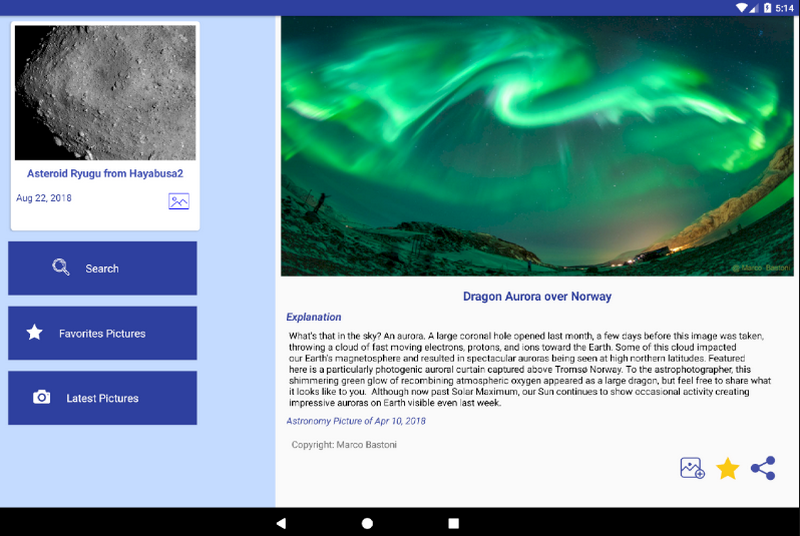 5:14
Asteroid Ryugu from Hayabusa2
Aug 22, 2018
Search
Favorites Pictures
Latest Pictures
© Marco Bastoni
Dragon Aurora over Norway
Explanation
What's that in the sky? An aurora. A large coronal hole opened last month, a few days before this image was taken,
throwing a cloud of fast moving electrons, protons, and ions toward the Earth. Some of this cloud impacted
our Earth's magnetosphere and resulted in spectacular auroras being seen at high northern latitudes. Featured
here is a particularly photogenic auroral curtain captured above Tromsø Norway. To the astrophotographer, this
shimmering green glow of recombining atmospheric oxygen appeared as a large dragon, but feel free to share what
it looks like to you.  Although now past Solar Maximum, our Sun continues to show occasional activity creating
impressive auroras on Earth visible even last week.
Astronomy Picture of Apr 10, 2018
Copyright: Marco Bastoni